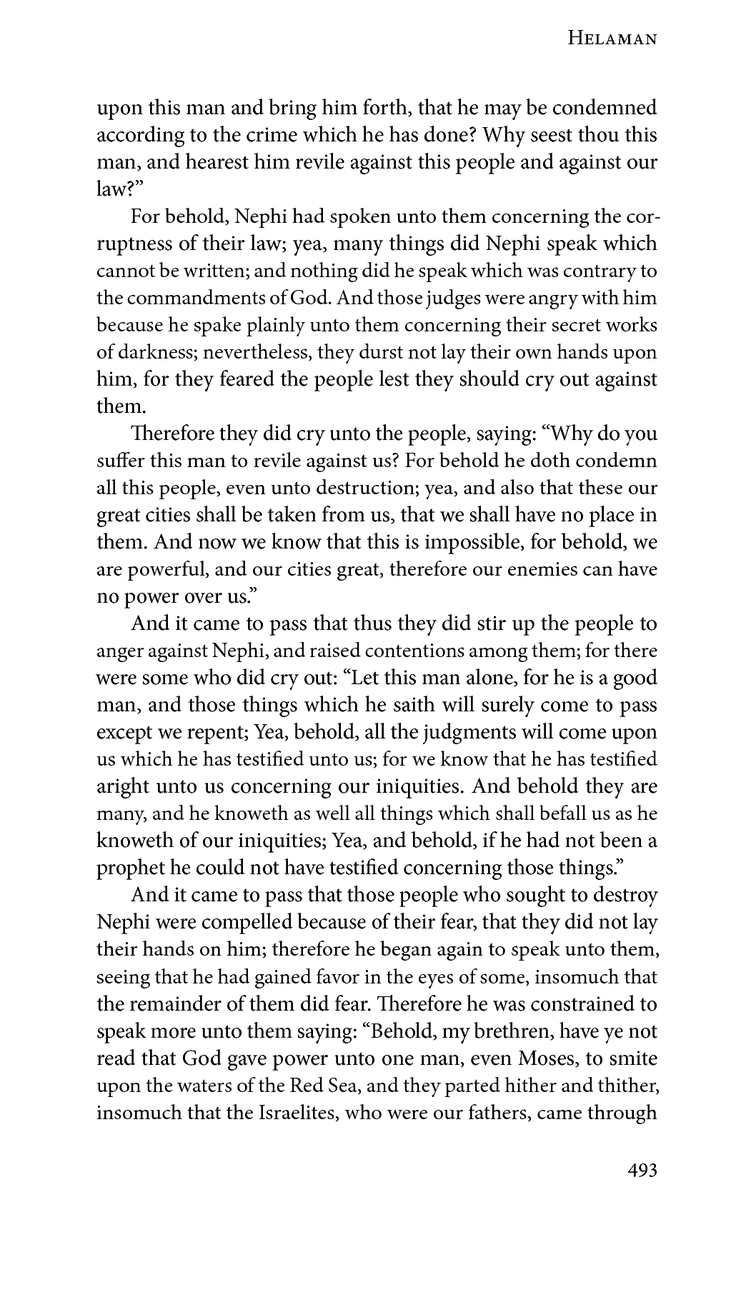 Helaman
upon this man and bring him forth, that he may be condemned
according to the crime which he has done? Why seest thou this
man, and hearest him revile against this people and against our
law?”
For behold, Nephi had spoken unto them concerning the cor-
ruptness of their law; yea, many things did Nephi speak which
cannot be written; and nothing did he speak which was contrary to
the commandments of God. And those judges were angry with him
because he spake plainly unto them concerning their secret works
of darkness; nevertheless, they durst not lay their own hands upon
him, for they feared the people lest they should cry out against
them.
Therefore they did cry unto the people, saying: “Why do you
suffer this man to revile against us? For behold he doth condemn
all this people, even unto destruction; yea, and also that these our
great cities shall be taken from us, that we shall have no place in
them. And now we know that this is impossible, for behold, we
are powerful, and our cities great, therefore our enemies can have
no power over us.”
And it came to pass that thus they did stir up the people to
anger against Nephi, and raised contentions among them; for there
were some who did cry out: “Let this man alone, for he is a good
man, and those things which he saith will surely come to pass
except we repent; Yea, behold, all the judgments will come upon
us which he has testified unto us; for we know that he has testified
aright unto us concerning our iniquities. And behold they are
many, and he knoweth as well all things which shall befall us as he
knoweth of our iniquities; Yea, and behold, if he had not been a
prophet he could not have testified concerning those things.”
And it came to pass that those people who sought to destroy
Nephi were compelled because of their fear, that they did not lay
their hands on him; therefore he began again to speak unto them,
seeing that he had gained favor in the eyes of some, insomuch that
the remainder of them did fear. Therefore he was constrained to
speak more unto them saying: “Behold, my brethren, have ye not
read that God gave power unto one man, even Moses, to smite
upon the waters of the Red Sea, and they parted hither and thither,
insomuch that the Israelites, who were our fathers, came through
493